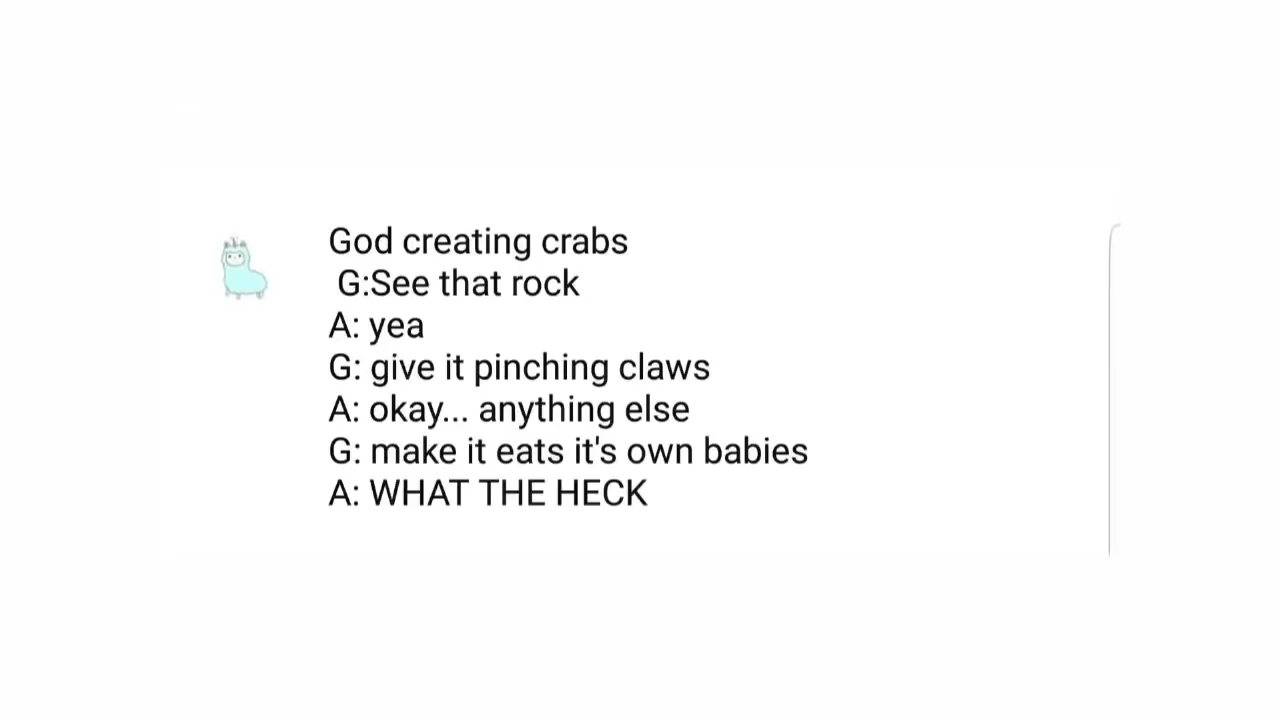 God creating crabs
G:See that rock
A: yea
G: give it pinching claws
A: okay... anything else
G: make it eats it's own babies
A: WHAT THE HECK